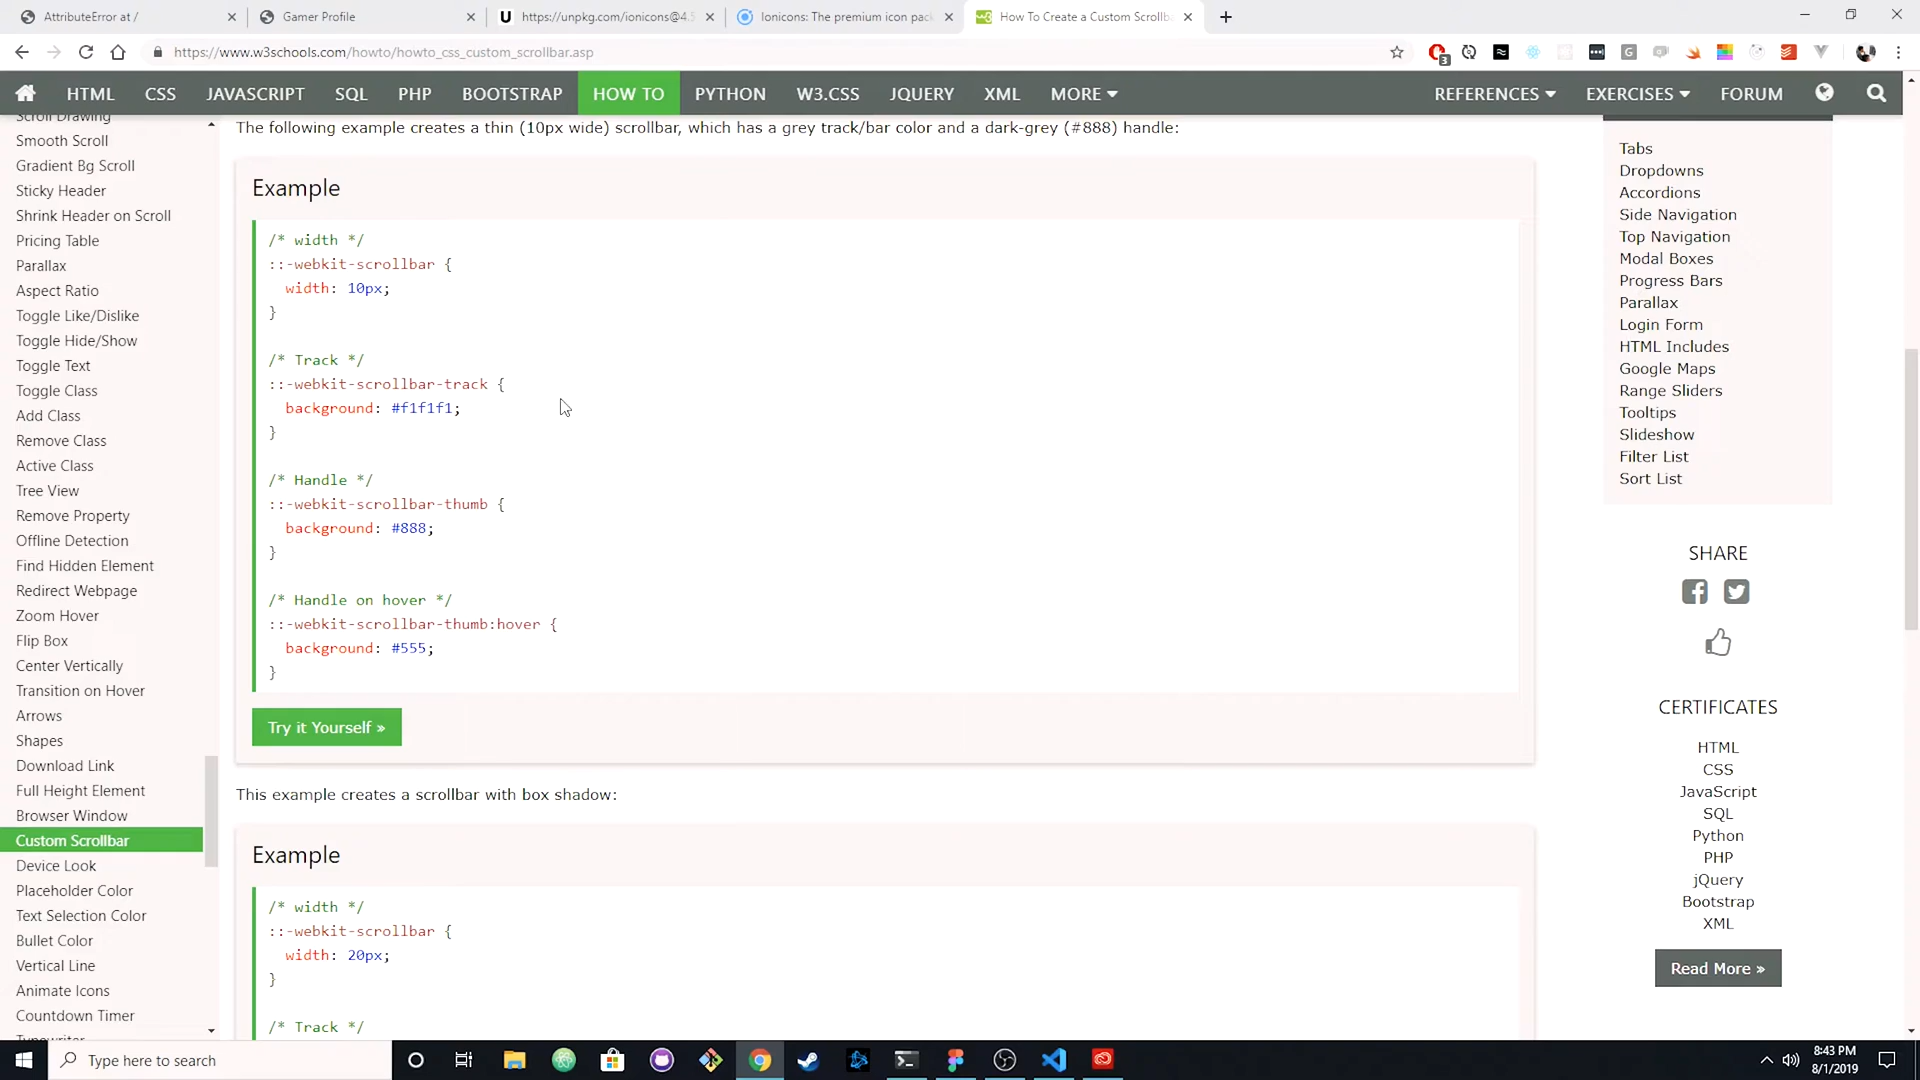 AttributeError at /
Gamer Profile
https://unpkg.com/ionicons@4.5
Ionicons: The premium icon pack
How To Create a Custom Scrollb
https://www.w3schools.com/howto/howto_css_custom_scrollbar.asp
3
HTML CSS JAVASCRIPT SQL PHP BOOTSTRAP HOW TO PYTHON W3.CSS JQUERY XML MORE REFERENCES EXERCISES FORUM
Scroll Drawing
Smooth Scroll
Gradient Bg Scroll
Sticky Header
Shrink Header on Scroll
Pricing Table
Parallax
Aspect Ratio
Toggle Like/Dislike
Toggle Hide/Show
Toggle Text
Toggle Class
Add Class
Remove Class
Active Class
Tree View
Remove Property
Offline Detection
Find Hidden Element
Redirect Webpage
Zoom Hover
Flip Box
Center Vertically
Transition on Hover
Arrows
Shapes
Download Link
Full Height Element
Browser Window
Custom Scrollbar
Device Look
Placeholder Color
Text Selection Color
Bullet Color
Vertical Line
Animate Icons
Countdown Timer
Typewriter
The following example creates a thin (10px wide) scrollbar, which has a grey track/bar color and a dark-grey (#888) handle:
Example
/* width */
::-webkit-scrollbar {
width: 10px;
}
/* Track */
::-webkit-scrollbar-track {
background: #f1f1f1;
}
/* Handle */
::-webkit-scrollbar-thumb {
background: #888;
}
/* Handle on hover */
::-webkit-scrollbar-thumb:hover {
background: #555;
}
Try it Yourself »
This example creates a scrollbar with box shadow:
Example
/* width */
::-webkit-scrollbar {
width: 20px;
}
/* Track */
Tabs
Dropdowns
Accordions
Side Navigation
Top Navigation
Modal Boxes
Progress Bars
Parallax
Login Form
HTML Includes
Google Maps
Range Sliders
Tooltips
Slideshow
Filter List
Sort List
SHARE
CERTIFICATES
HTML
CSS
JavaScript
SQL
Python
PHP
jQuery
Bootstrap
XML
Read More »
Type here to search
8:43 PM
8/1/2019